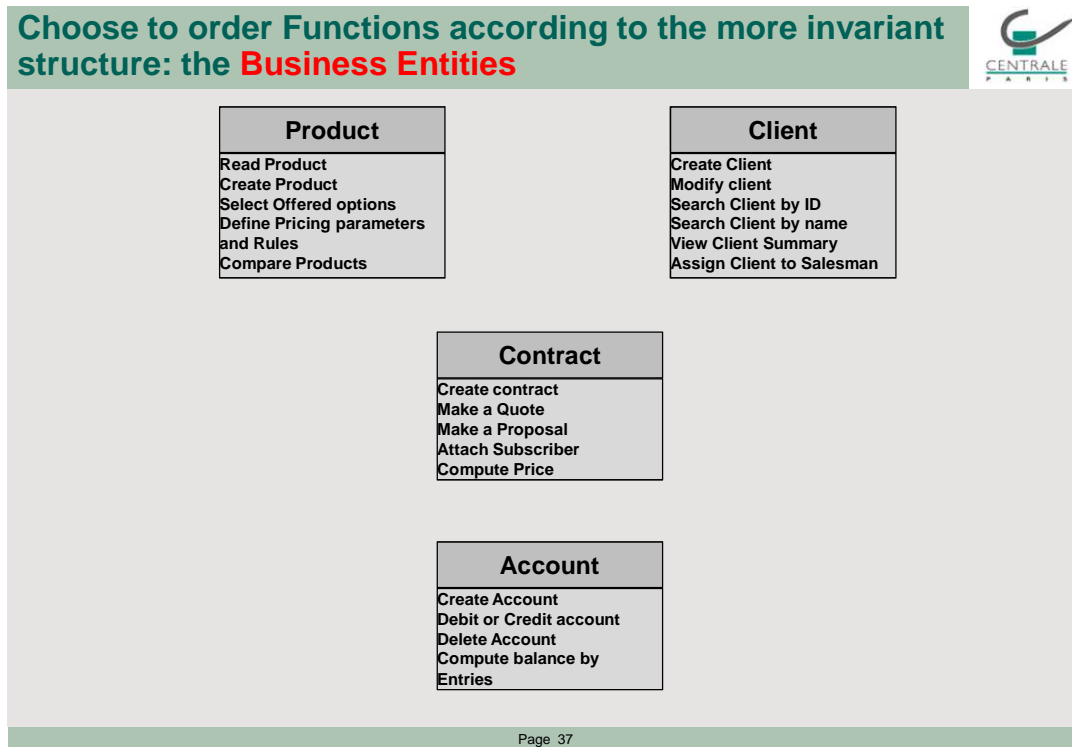 Choose to order Functions according to the more invariant
structure: the Business Entities
CENTRALE
PARIS
Product
Read Product
Create Product
Select Offered options
Define Pricing parameters
and Rules
Compare Products
Client
Create Client
Modify client
Search Client by ID
Search Client by name
View Client Summary
Assign Client to Salesman
Contract
Create contract
Make a Quote
Make a Proposal
Attach Subscriber
Compute Price
Account
Create Account
Debit or Credit account
Delete Account
Compute balance by
Entries
Page 37